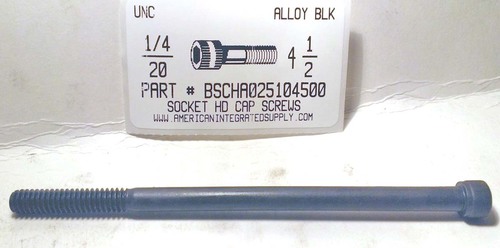 UNC ALLOY BLK
1/4 20 4 1/2
PART # BSCHA025104500
SOCKET HD CAP SCREWS
WWW.AMERICANINTEGRATEDSUPPLY.COM